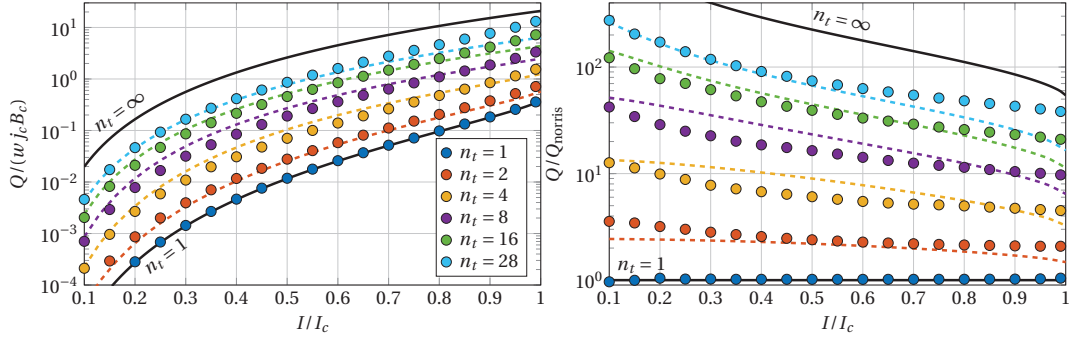 10^1
10^0
10^-1
10^-2
10^-3
10^-4
Q/(w j_c B_c)
n_t = ∞
n_t = 1
n_t = 1
n_t = 2
n_t = 4
n_t = 8
n_t = 16
n_t = 28
0.1 0.2 0.3 0.4 0.5 0.6 0.7 0.8 0.9 1
I/I_c
10^2
10^1
10^0
Q/Q_morris
n_t = ∞
n_t = 1
0.1 0.2 0.3 0.4 0.5 0.6 0.7 0.8 0.9 1
I/I_c